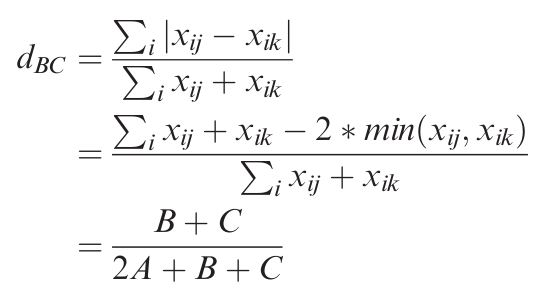 d_{BC} = \frac{\sum_i |x_{ij} - x_{ik}|}{\sum_i x_{ij} + x_{ik}}
= \frac{\sum_i x_{ij} + x_{ik} - 2 * min(x_{ij}, x_{ik})}{\sum_i x_{ij} + x_{ik}}
= \frac{B + C}{2A + B + C}